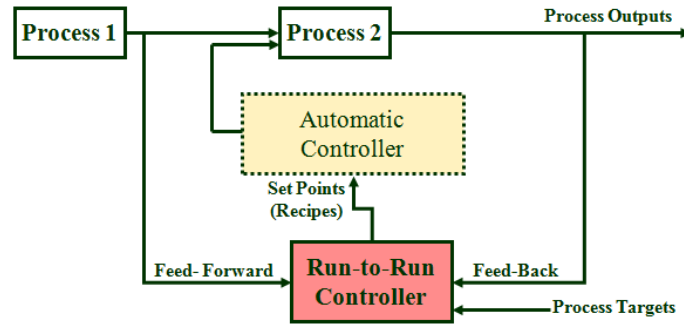 Process Outputs
Process 1
Process 2
Automatic
Controller
Set Points
(Recipes)
Feed- Forward
Run-to-Run
Controller
Feed-Back
Process Targets